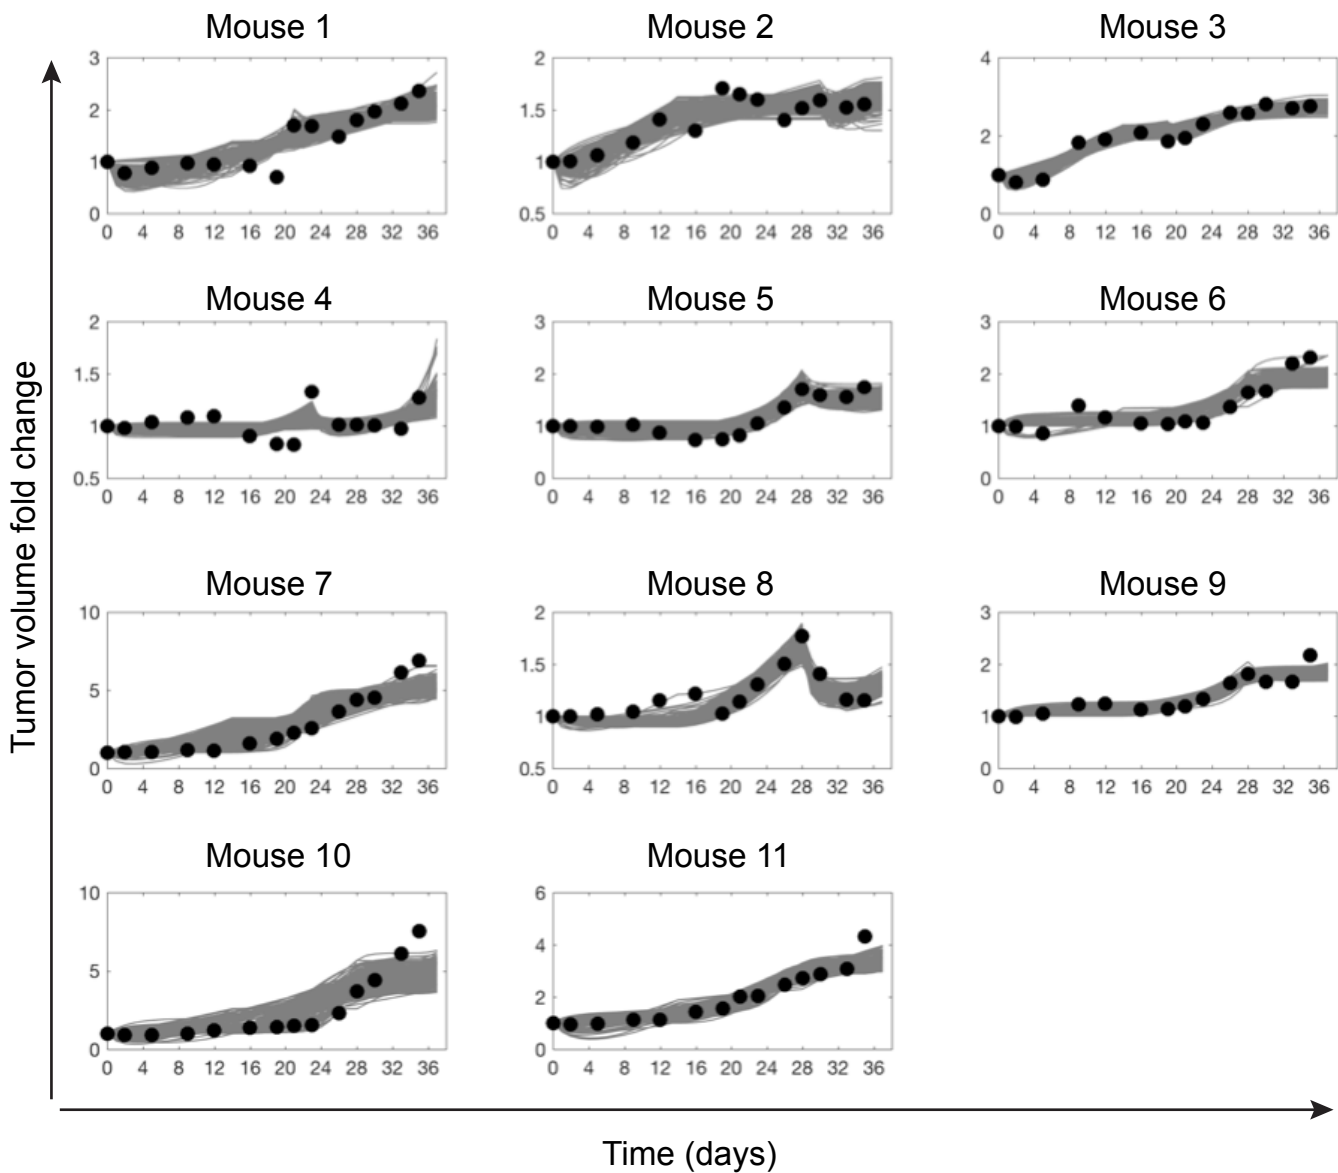 Mouse 1
Mouse 2
Mouse 3
3
2
1
0
0 4 8 12 16 20 24 28 32 36
2
1.5
1
0.5
0 4 8 12 16 20 24 28 32 36
4
2
0
0 4 8 12 16 20 24 28 32 36
Mouse 4
Mouse 5
Mouse 6
2
1.5
1
0.5
0 4 8 12 16 20 24 28 32 36
3
2
1
0
0 4 8 12 16 20 24 28 32 36
3
2
1
0
0 4 8 12 16 20 24 28 32 36
Tumor volume fold change
Mouse 7
Mouse 8
Mouse 9
10
5
0
0 4 8 12 16 20 24 28 32 36
2
1.5
1
0.5
0 4 8 12 16 20 24 28 32 36
3
2
1
0
0 4 8 12 16 20 24 28 32 36
Mouse 10
Mouse 11
10
5
0
0 4 8 12 16 20 24 28 32 36
6
4
2
0
0 4 8 12 16 20 24 28 32 36
Time (days)